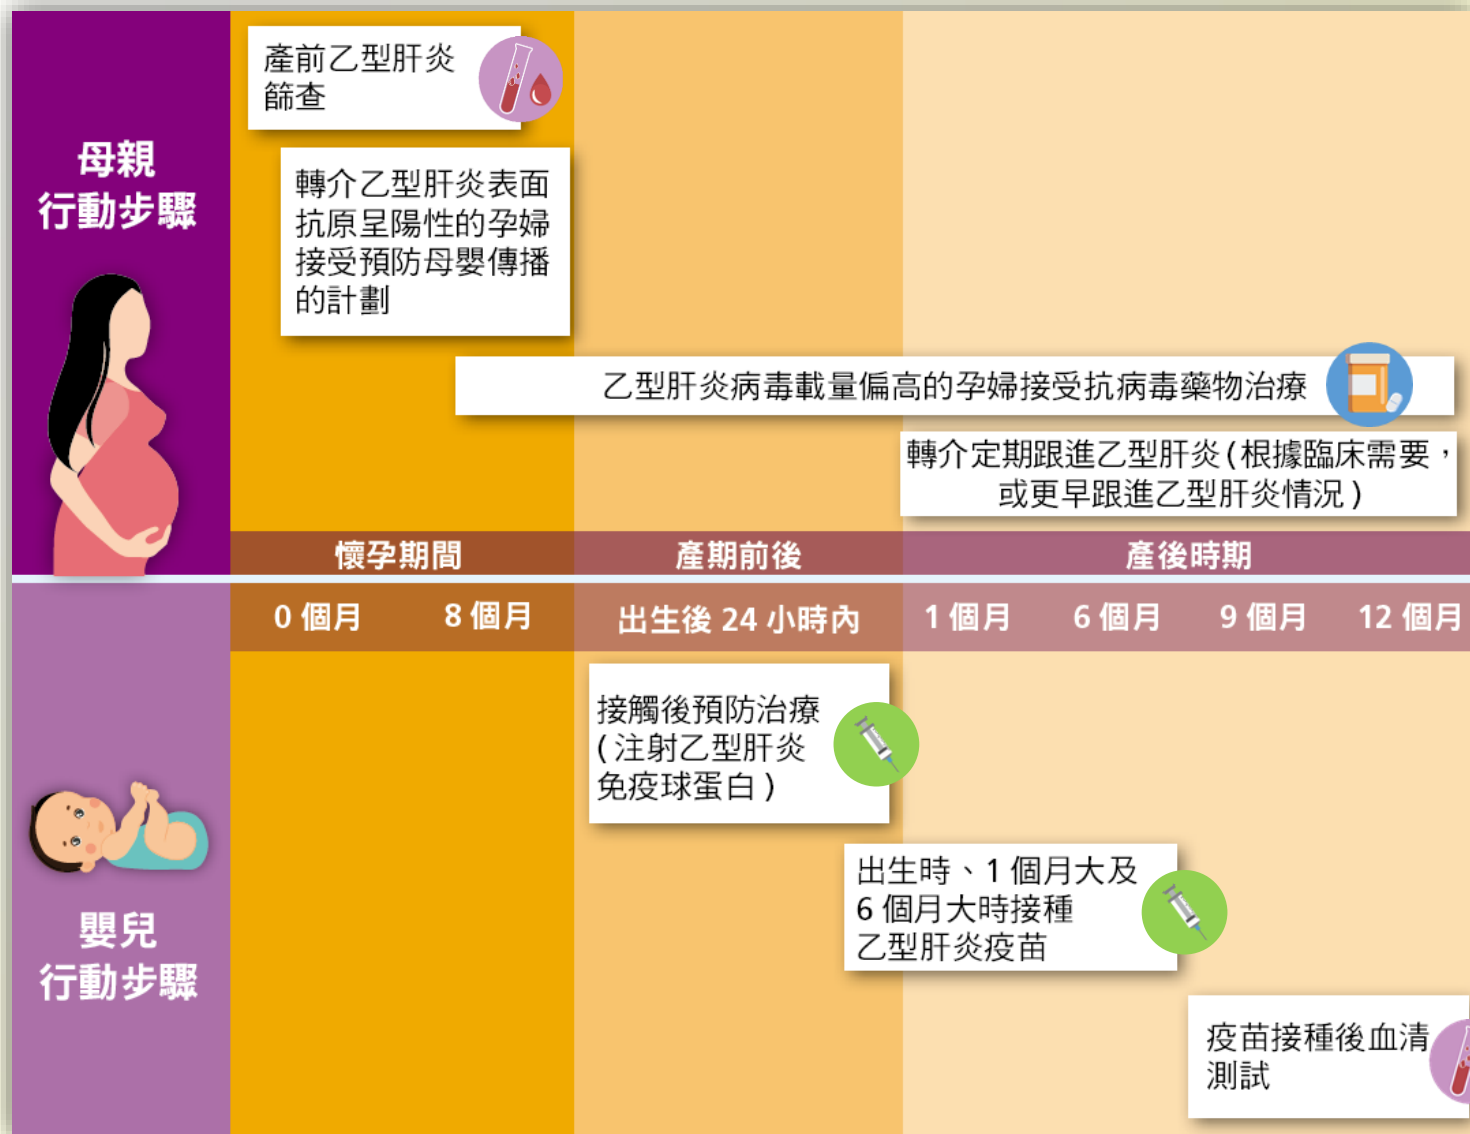 母親
行動步驟
產前乙型肝炎
篩查
轉介乙型肝炎表面
抗原呈陽性的孕婦
接受預防母嬰傳播
的計劃
乙型肝炎病毒載量偏高的孕婦接受抗病毒藥物治療
轉介定期跟進乙型肝炎(根據臨床需要，
或更早跟進乙型肝炎情況)
懷孕期間
產期前後
產後時期
0 個月
8 個月
出生後 24 小時內
1 個月
6 個月
9 個月
12 個月
嬰兒
行動步驟
接觸後預防治療
(注射乙型肝炎
免疫球蛋白)
出生時、1 個月大及
6 個月大時接種
乙型肝炎疫苗
疫苗接種後血清
測試